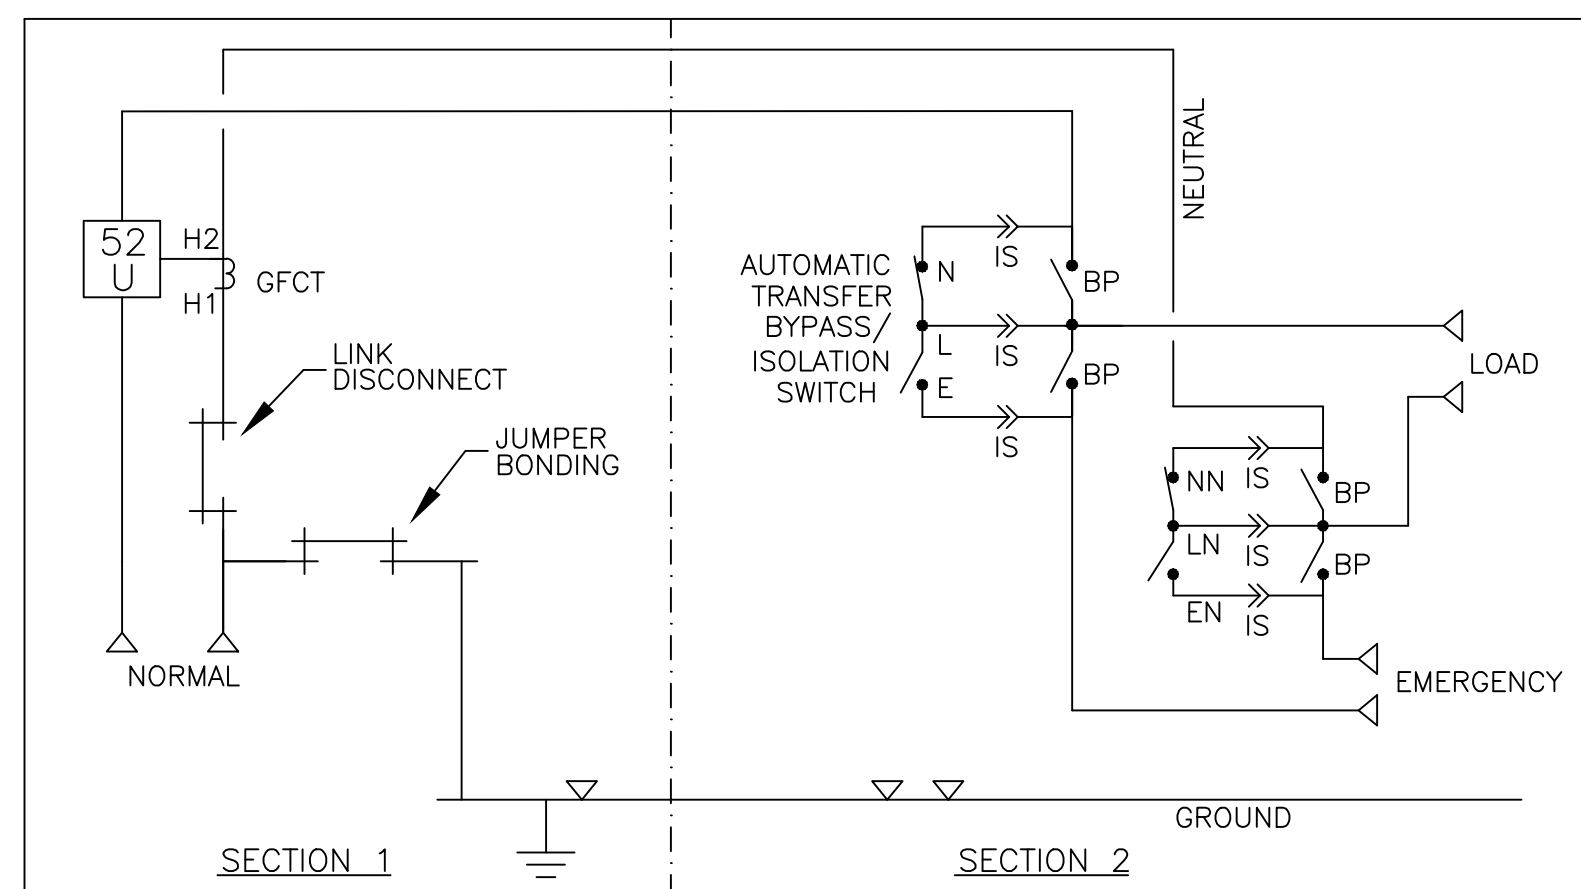 NEUTRAL
52
U
H2
H1
GFCT
LINK
DISCONNECT
JUMPER
BONDING
NORMAL
AUTOMATIC
TRANSFER
BYPASS/
ISOLATION
SWITCH
N
L
E
IS
IS
IS
BP
BP
LOAD
NN
LN
EN
IS
IS
IS
BP
BP
EMERGENCY
GROUND
SECTION 1
SECTION 2